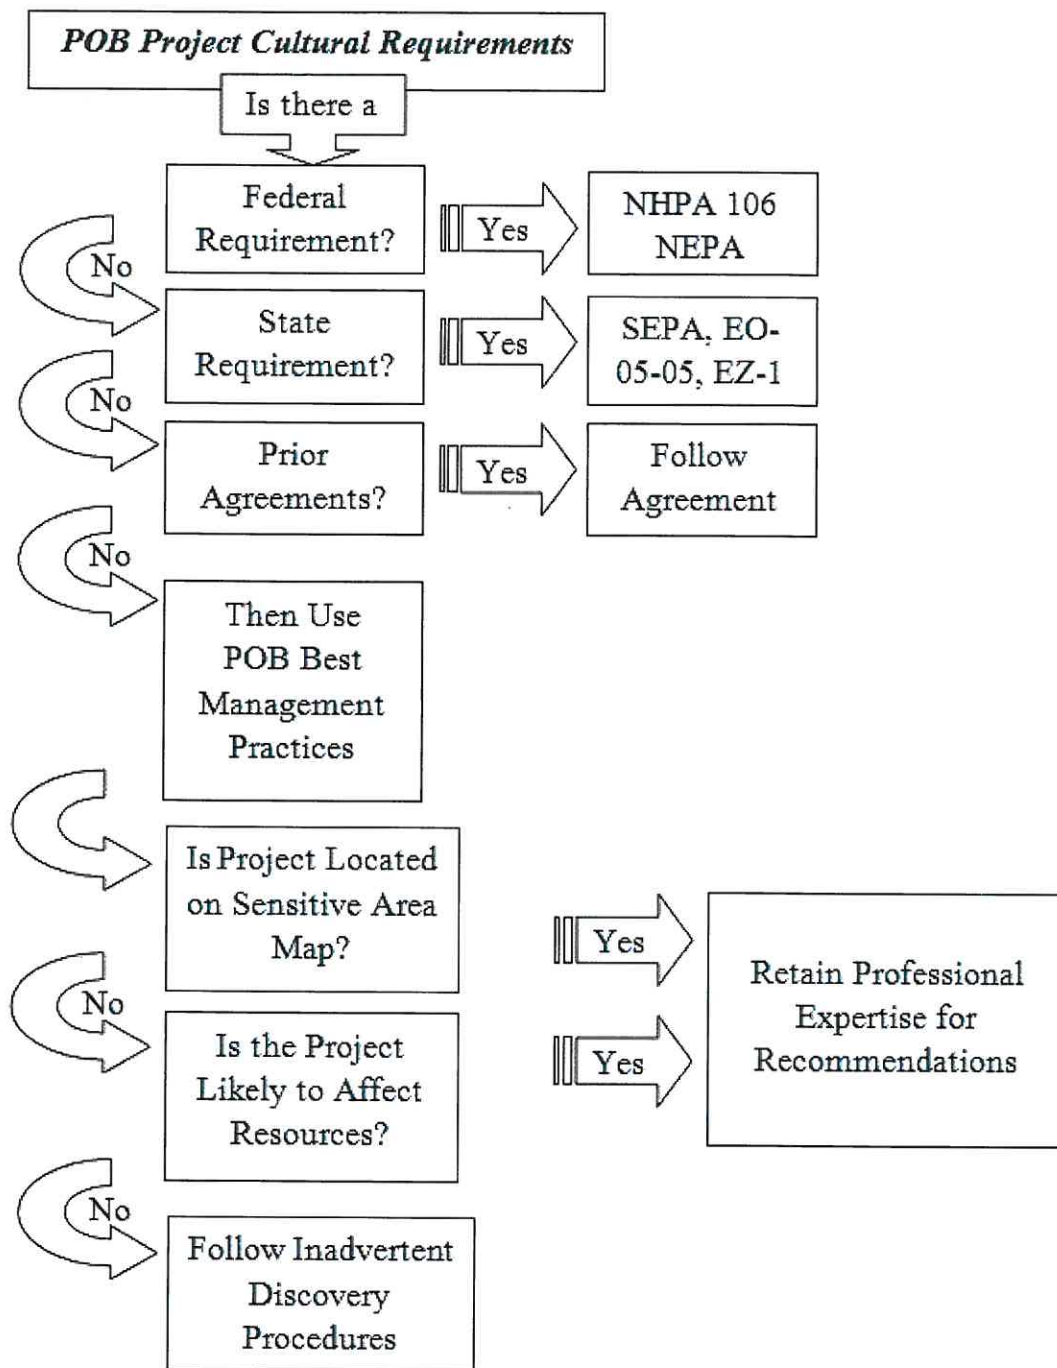 POB Project Cultural Requirements
Is there a
Federal
Requirement?
Yes
NHPA 106
NEPA
No
State
Requirement?
Yes
SEPA, EO-
05-05, EZ-1
No
Prior
Agreements?
Yes
Follow
Agreement
No
Then Use
POB Best
Management
Practices
Is Project Located
on Sensitive Area
Map?
Yes
Retain Professional
Expertise for
Recommendations
No
Is the Project
Likely to Affect
Resources?
Yes
No
Follow Inadvertent
Discovery
Procedures